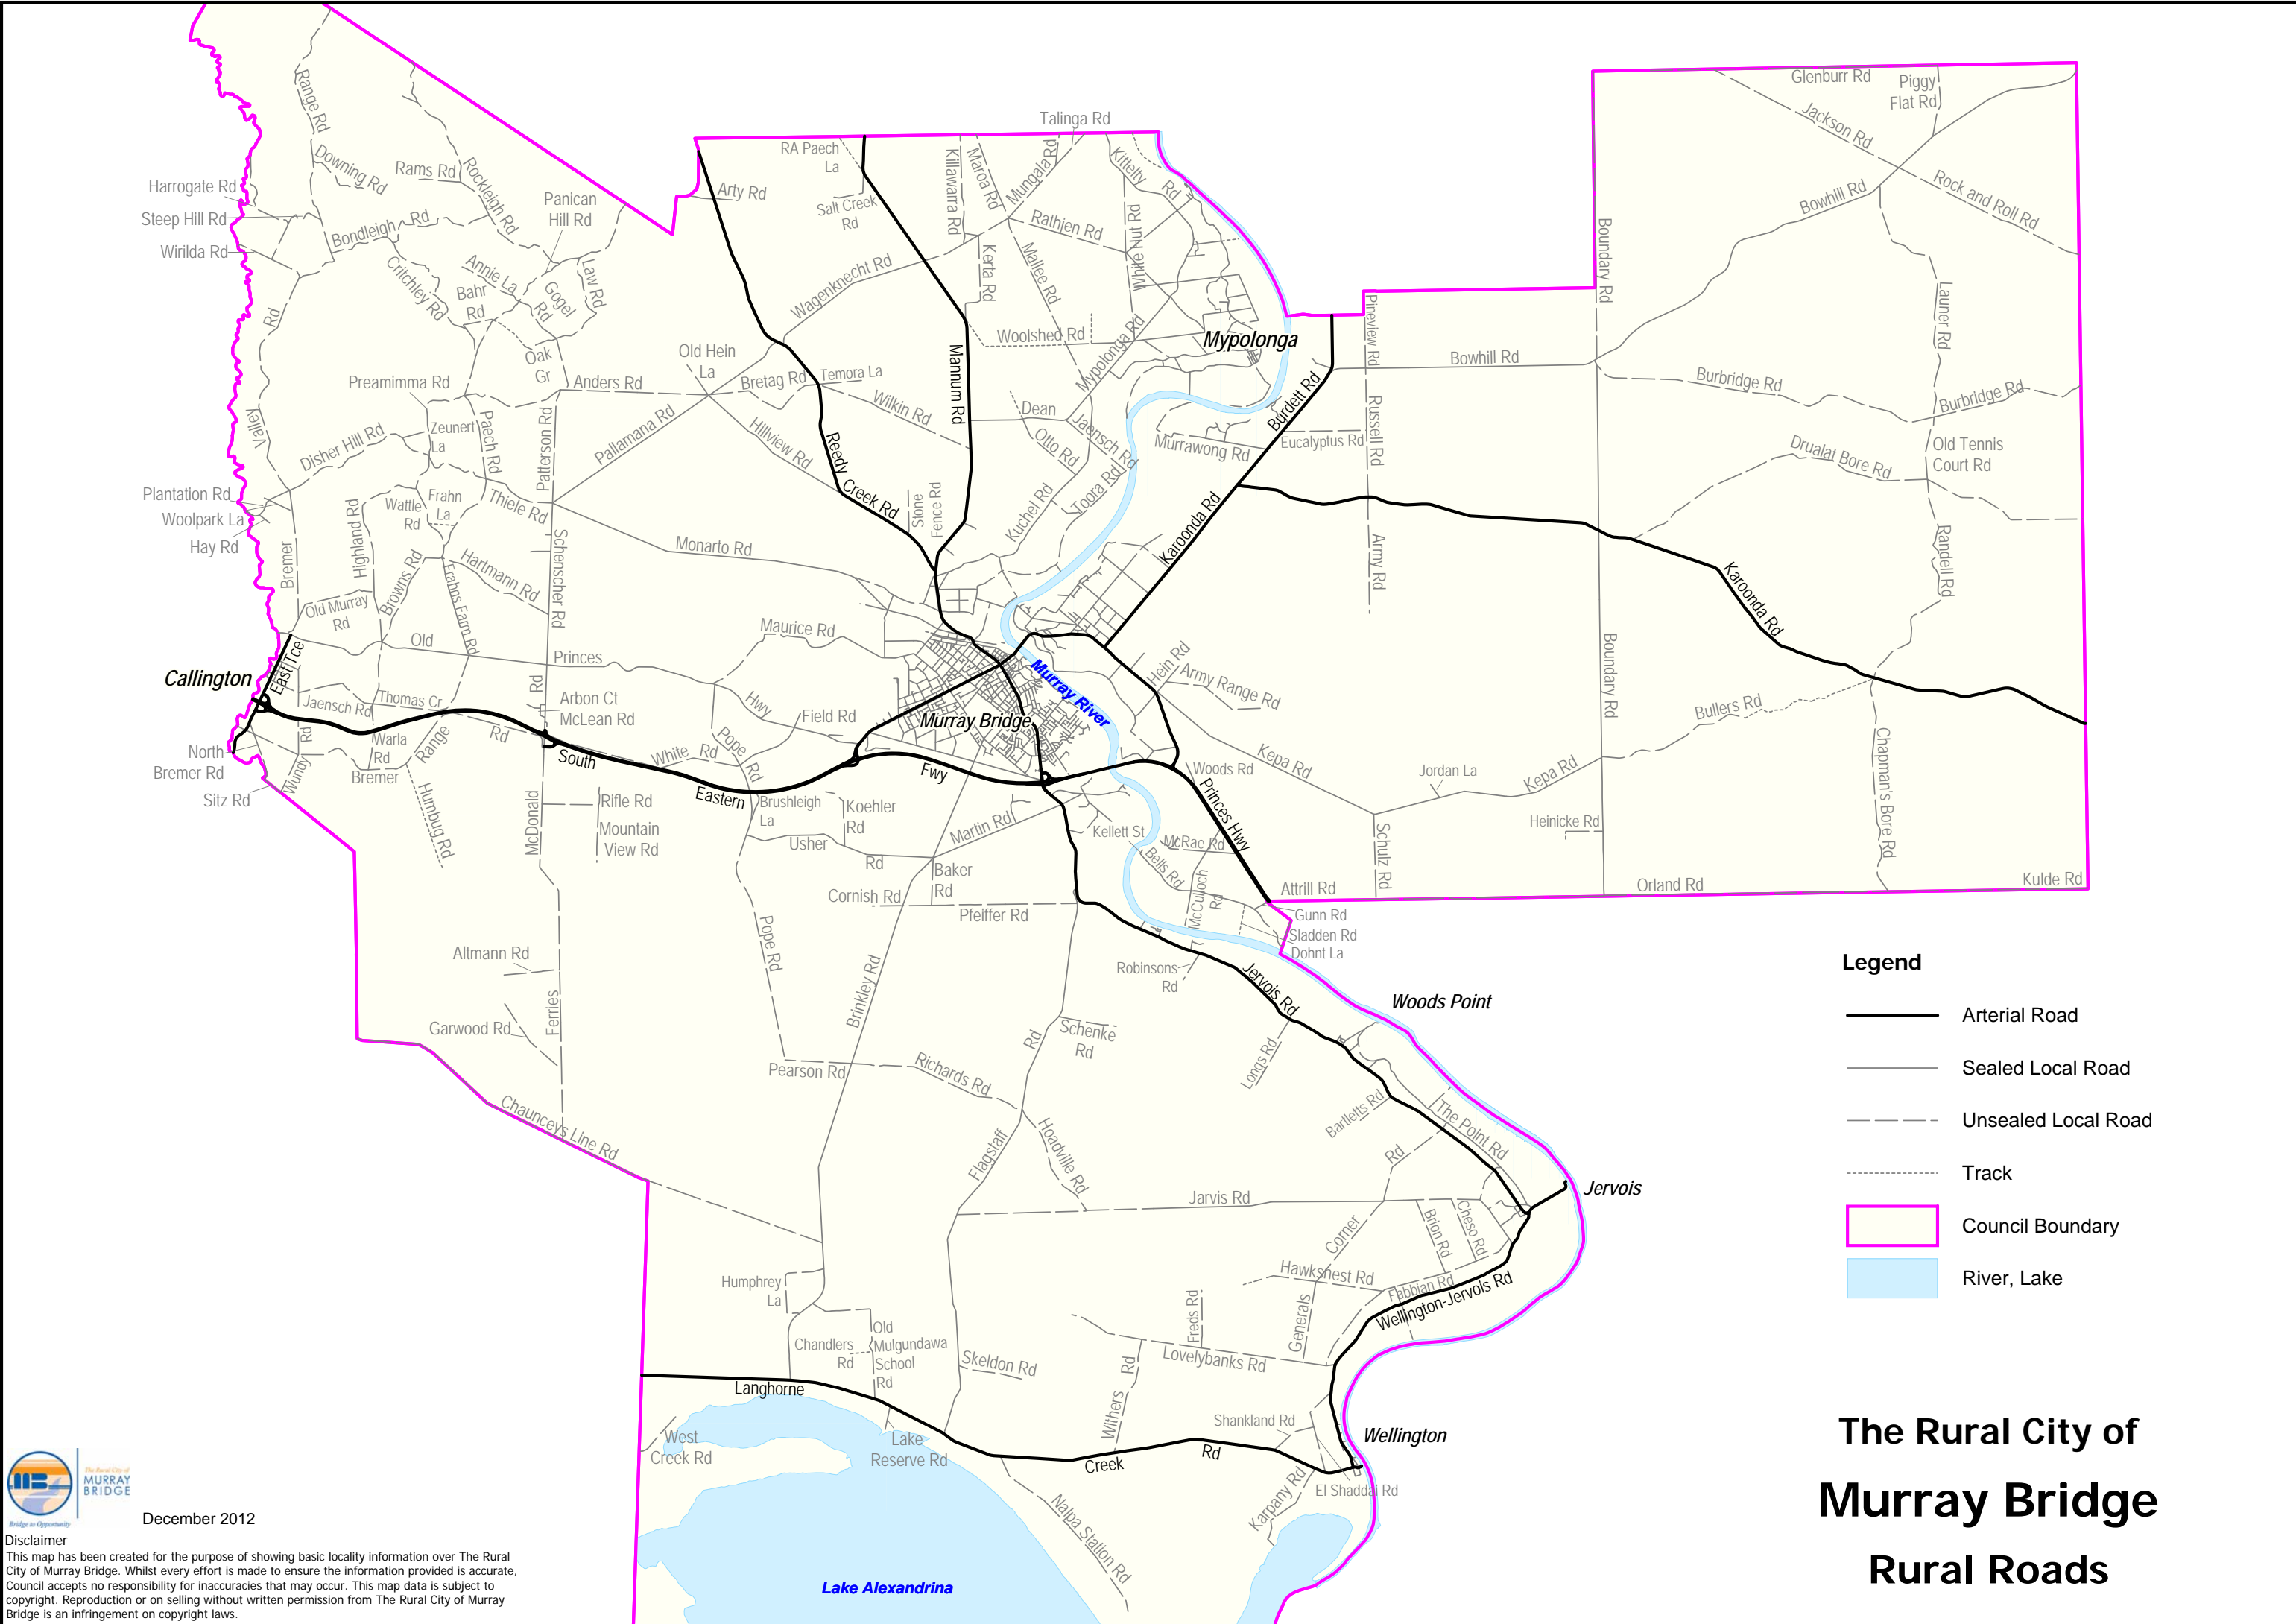 Range Rd
Downing Rd
Rams Rd
Rockleigh Rd
Panican
Hill Rd
Harrogate Rd
Steep Hill Rd
Wirilda Rd
Bondleigh Rd
Critchley Rd
Annie La
Bahr
Rd
Gogel
Rd
Law Rd
Oak
Gr
Rd
Valley
Bremer
Preamimma Rd
Anders Rd
Zeunert
La
Paech Rd
Patterson Rd
Disher Hill Rd
Plantation Rd
Woolpark La
Hay Rd
Highland Rd
Wattle
Rd
Frahn
La
Thiele Rd
Browns Rd
Hartmann Rd
Frahns Farm Rd
Schenscher Rd
Old Murray
Rd
Old
Princes
Hwy
Callington
East Tce
Jaensch Rd
Thomas Cr
Rd
Arbon Ct
McLean Rd
North
Bremer Rd
Sitz Rd
Wundy
Rd
Warla
Rd
Bremer
Range
Rd
Humbug Rd
McDonald
Rifle Rd
Mountain
View Rd
Ferries
Altmann Rd
Garwood Rd
Chaunceys Line Rd
Arty Rd
RA Paech
La
Salt Creek
Rd
Killawarra Rd
Maroa Rd
Mungala Rd
Talinga Rd
Kitelty
Rd
Rathjen Rd
White Hut Rd
Kerta Rd
Mallee Rd
Wagenknecht Rd
Woolshed Rd
Mypolonga Rd
Mypolonga
Old Hein
La
Bretag Rd
Temora La
Wilkin Rd
Mannum Rd
Pallamana Rd
Hillview Rd
Reedy
Creek Rd
Stone
Fence Rd
Dean
Jaensch Rd
Otto Rd
Toora Rd
Kuchel Rd
Murrawong Rd
Burdett Rd
Eucalyptus Rd
Karoonda Rd
Monarto Rd
Maurice Rd
Field Rd
Murray Bridge
Murray River
Pope
Rd
White Rd
South
Eastern
Fwy
Brushleigh
La
Koehler
Rd
Usher
Rd
Martin Rd
Baker
Rd
Cornish Rd
Pfeiffer Rd
Pope Rd
Brinkley Rd
Pearson Rd
Richards Rd
Schenke
Rd
Rd
Flagstaff
Hoadville Rd
Jarvis Rd
Pineview Rd
Russell Rd
Army Rd
Bowhill Rd
Boundary Rd
Boundary Rd
Glenburr Rd
Piggy
Flat Rd
Jackson Rd
Rock and Roll Rd
Bowhill Rd
Launer Rd
Burbridge Rd
Burbridge Rd
Drualat Bore Rd
Old Tennis
Court Rd
Randell Rd
Karoonda Rd
Bullers Rd
Chapman's Bore Rd
Hein Rd
Army Range Rd
Kepa Rd
Kepa Rd
Jordan La
Heinicke Rd
Schulz Rd
Woods Rd
Princes Hwy
Kellett St
McRae Rd
Bells Rd
McCulloch
Rd
Attrill Rd
Orland Rd
Kulde Rd
Gunn Rd
Sladden Rd
Dohnt La
Robinsons
Rd
Jervois Rd
Woods Point
Longs Rd
Bartletts Rd
The Point Rd
Jervois
Rd
Corner
Generals
Brion Rd
Cheso Rd
Hawksnest Rd
Fabbian Rd
Wellington-Jervois Rd
Freds Rd
Lovelybanks Rd
Withers
Rd
Humphrey
La
Chandlers
Rd
Old
Mulgundawa
School
Rd
Skeldon Rd
Langhorne
Creek
Rd
West
Creek Rd
Lake
Reserve Rd
Shankland Rd
Wellington
El Shaddai Rd
Karpany Rd
Nalpa Station Rd
Lake Alexandrina
Legend
Arterial Road
Sealed Local Road
Unsealed Local Road
Track
Council Boundary
River, Lake
The Rural City of
Murray Bridge
Rural Roads
The Rural City of
MURRAY
BRIDGE
Bridge to Opportunity
December 2012
Disclaimer
This map has been created for the purpose of showing basic locality information over The Rural
City of Murray Bridge. Whilst every effort is made to ensure the information provided is accurate,
Council accepts no responsibility for inaccuracies that may occur. This map data is subject to
copyright. Reproduction or on selling without written permission from The Rural City of Murray
Bridge is an infringement on copyright laws.